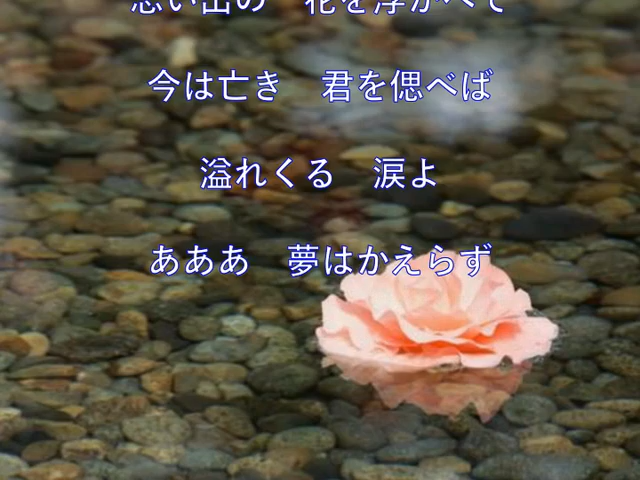 思い出の　花を浮かべて
今は亡き　君を偲べば
溢れくる　涙よ
あああ　夢はかえらず